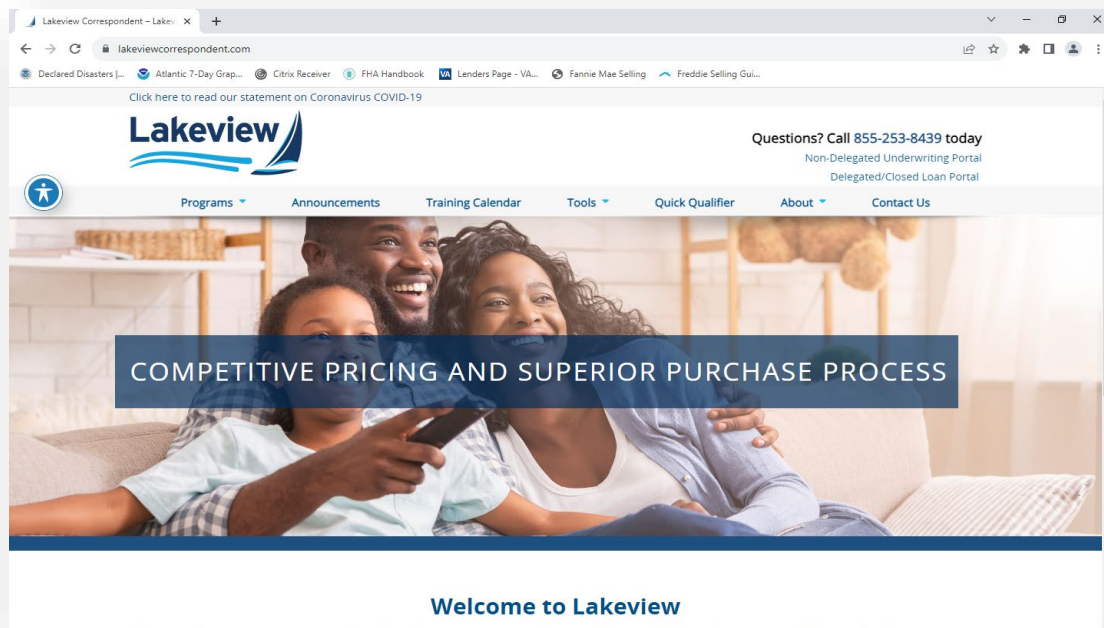 Lakeview Correspondent – Lakev
lakeviewcorrespondent.com
Declared Disasters |... Atlantic 7-Day Grap... Citrix Receiver FHA Handbook VA Lenders Page - VA... Fannie Mae Selling Freddie Selling Gui...
Click here to read our statement on Coronavirus COVID-19
Lakeview
Questions? Call 855-253-8439 today
Non-Delegated Underwriting Portal
Delegated/Closed Loan Portal
Programs Announcements Training Calendar Tools Quick Qualifier About Contact Us
COMPETITIVE PRICING AND SUPERIOR PURCHASE PROCESS
Welcome to Lakeview